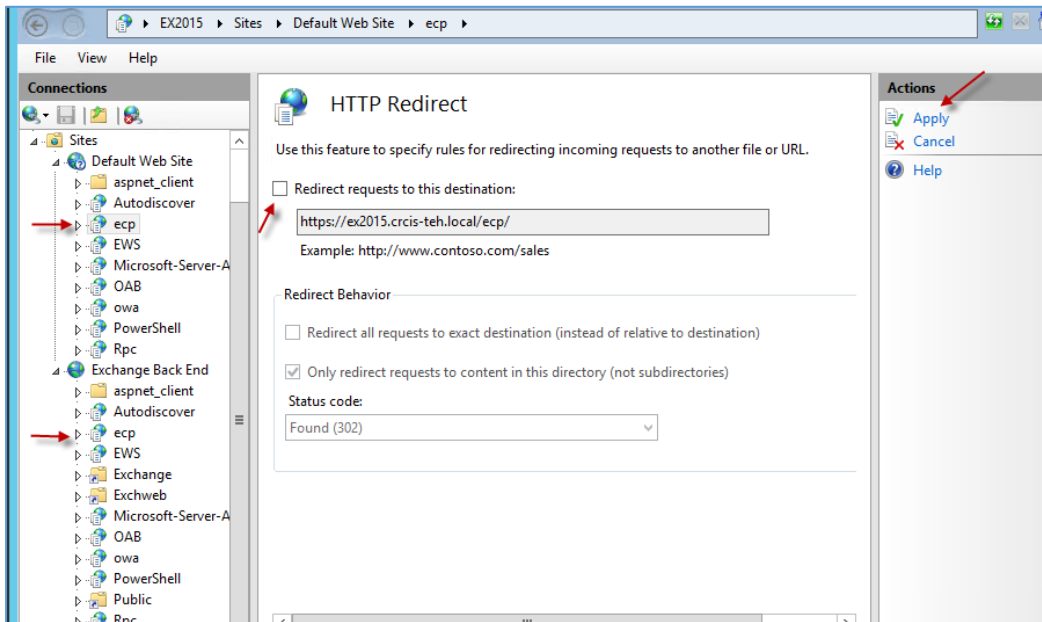 EX2015 Sites Default Web Site ecp
File View Help
Connections
Sites
Default Web Site
aspnet_client
Autodiscover
ecp
EWS
Microsoft-Server-A
OAB
owa
PowerShell
Rpc
Exchange Back End
aspnet_client
Autodiscover
ecp
EWS
Exchange
Exchweb
Microsoft-Server-A
OAB
owa
PowerShell
Public
Rpc
HTTP Redirect
Use this feature to specify rules for redirecting incoming requests to another file or URL.
Redirect requests to this destination:
https://ex2015.crcis-teh.local/ecp/
Example: http://www.contoso.com/sales
Redirect Behavior
Redirect all requests to exact destination (instead of relative to destination)
Only redirect requests to content in this directory (not subdirectories)
Status code:
Found (302)
Actions
Apply
Cancel
Help